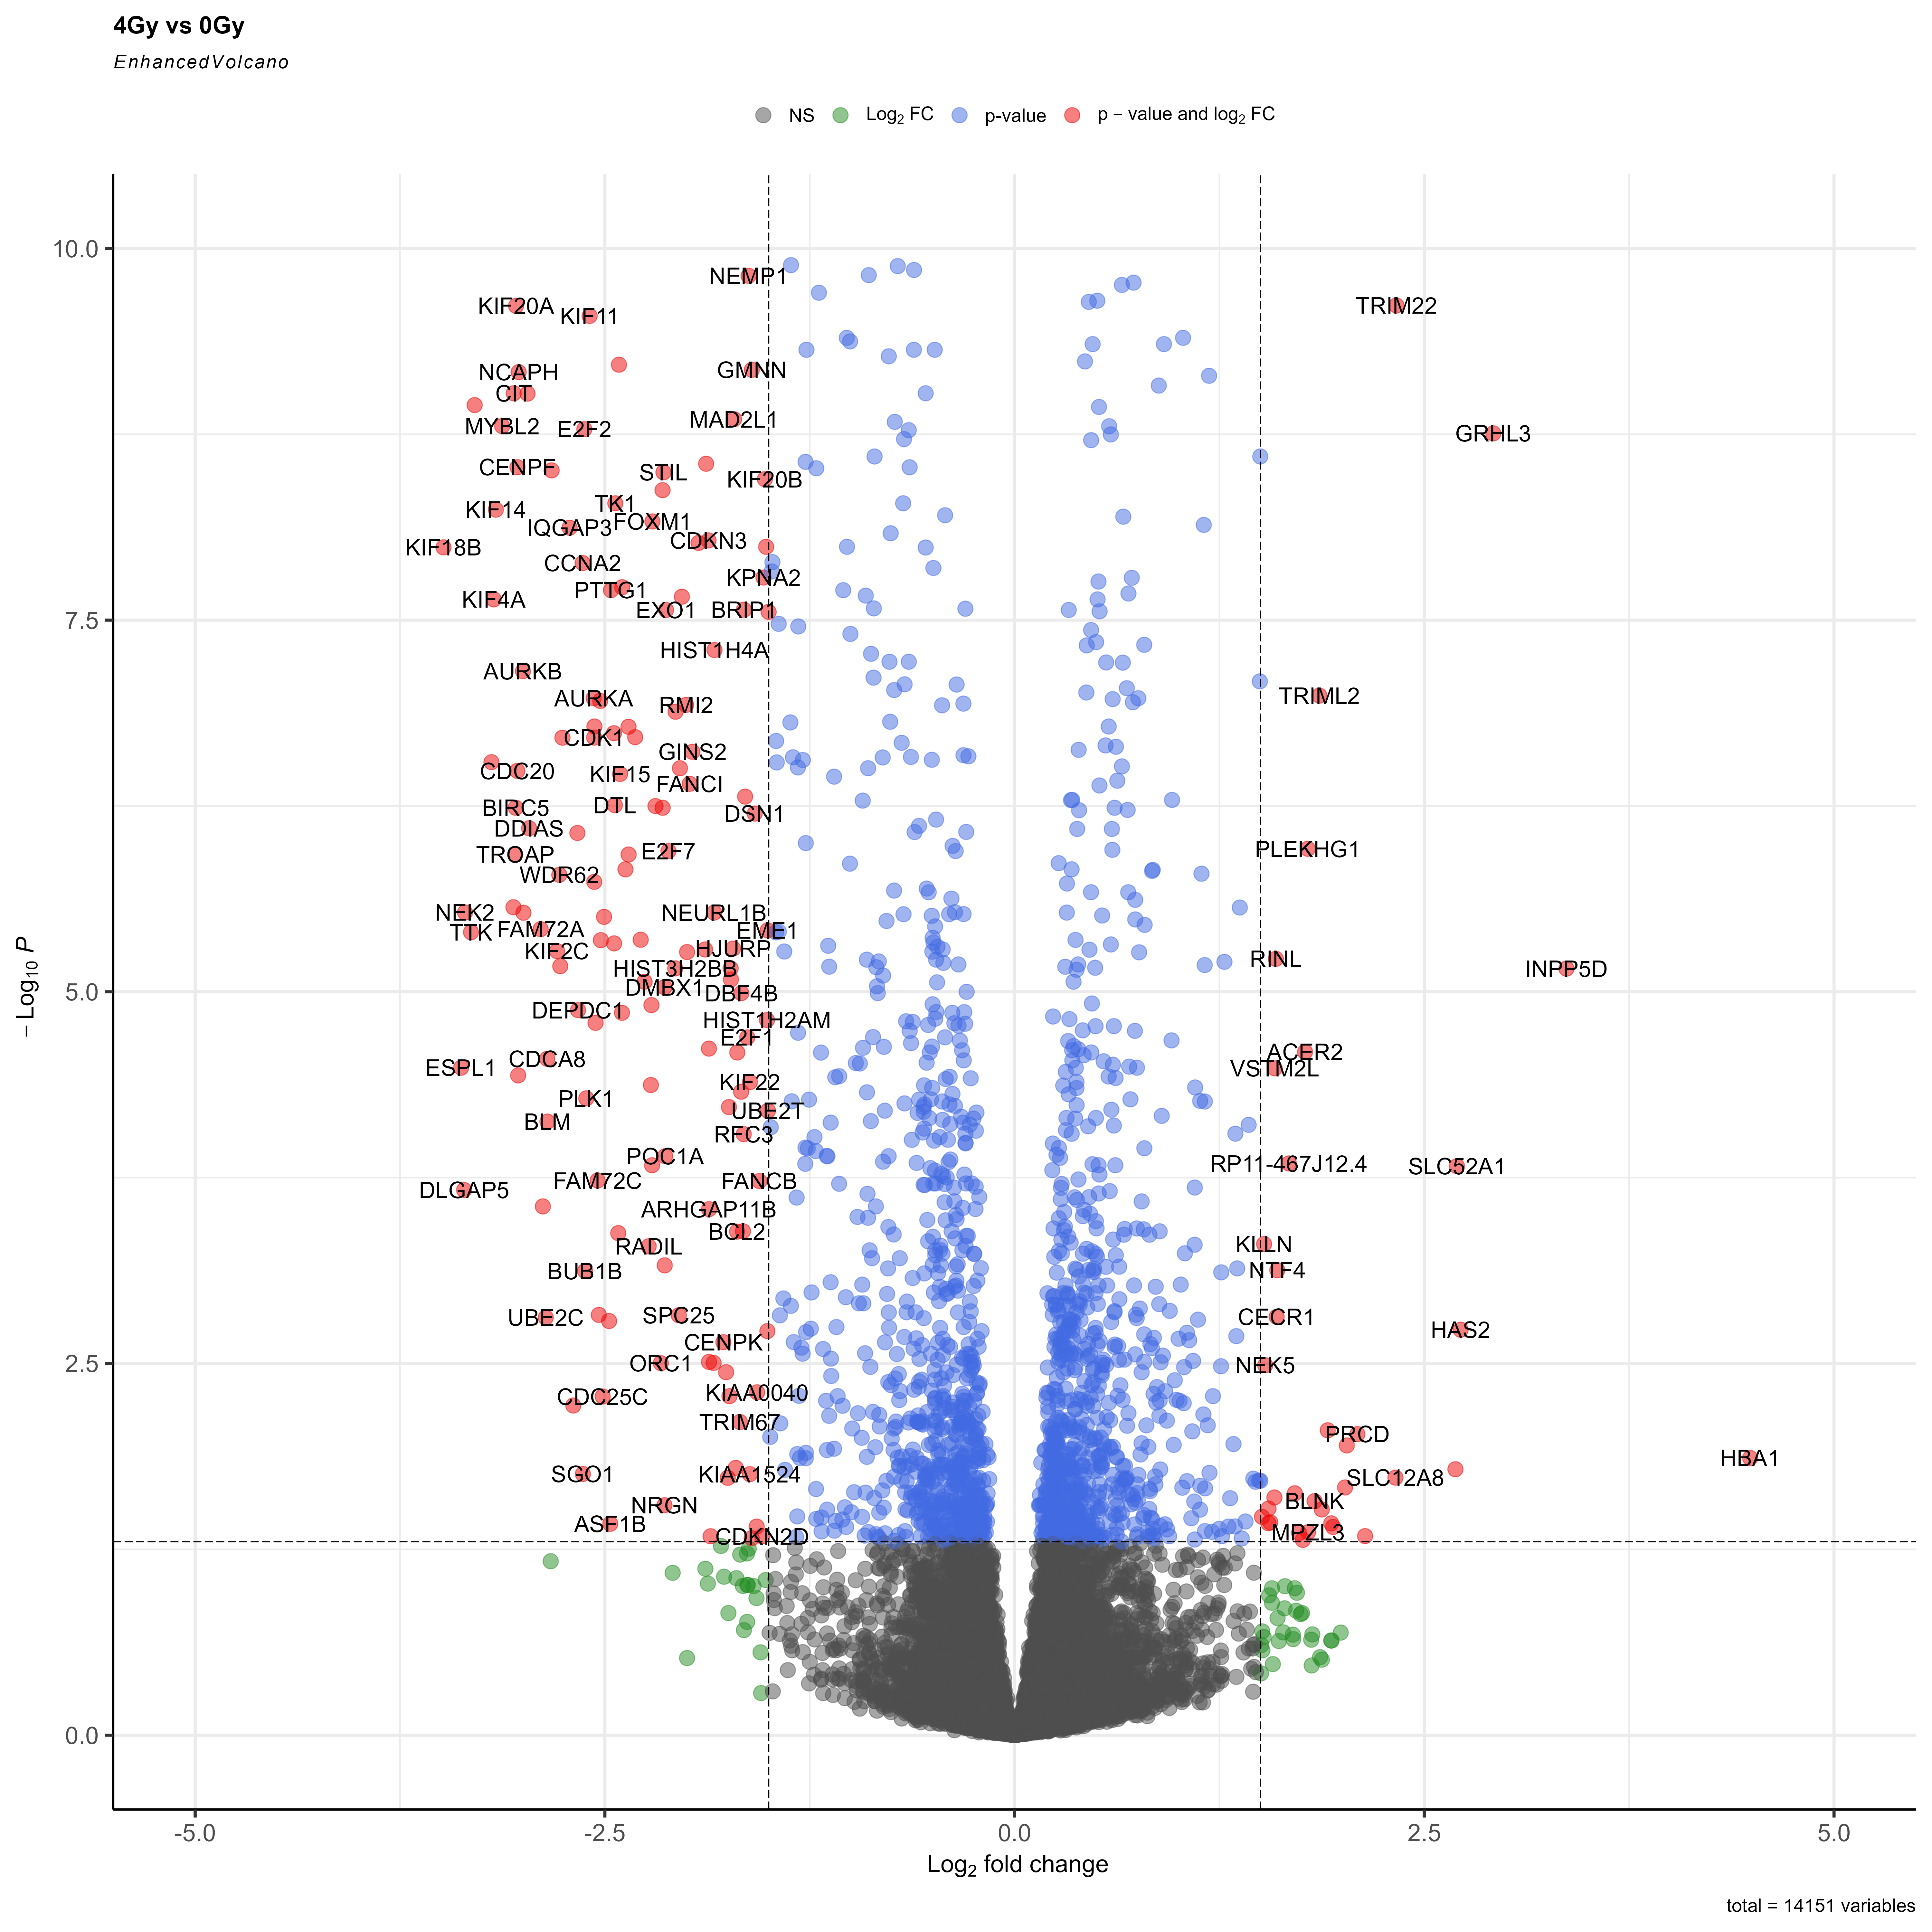 4Gy vs 0Gy
EnhancedVolcano
NS Log2 FC p-value p − value and log2 FC
10.0
NEMP1
KIF20A
TRIM22
KIF11
GMNN
NCAPH
CIT
MAD2L1
MYBL2
E2F2
GRHL3
CENPF
STIL
KIF20B
TK1
KIF14
FOXM1
IQGAP3
CDKN3
KIF18B
CCNA2
KPNA2
PTTG1
KIF4A
EXO1
BRIP1
7.5
HIST1H4A
AURKB
AURKA
TRIML2
RMI2
CDK1
GINS2
CDC20
KIF15
FANCI
DTL
BIRC5
DSN1
DDIAS
TROAP
E2F7
PLEKHG1
WDR62
NEK2
NEURL1B
FAM72A
EME1
TTK
HJURP
KIF2C
RINL
HIST3H2BB
INPP5D
DMBX1
DBF4B
5.0
DEPDC1
HIST1H2AM
E2F1
ACER2
CDCA8
ESPL1
VSTM2L
KIF22
PLK1
UBE2T
BLM
RFC3
POC1A
RP11-467J12.4
SLC52A1
FAM72C
FANCB
DLGAP5
ARHGAP11B
BCL2
RADIL
KLLN
BUB1B
NTF4
UBE2C
SPC25
CECR1
HAS2
CENPK
ORC1
NEK5
2.5
CDC25C
KIAA0040
TRIM67
PRCD
HBA1
SGO1
KIAA1524
SLC12A8
NRGN
BLNK
ASF1B
CDKN2D
MPZL3
0.0
− Log10 P
-5.0 -2.5 0.0 2.5 5.0
Log2 fold change
total = 14151 variables